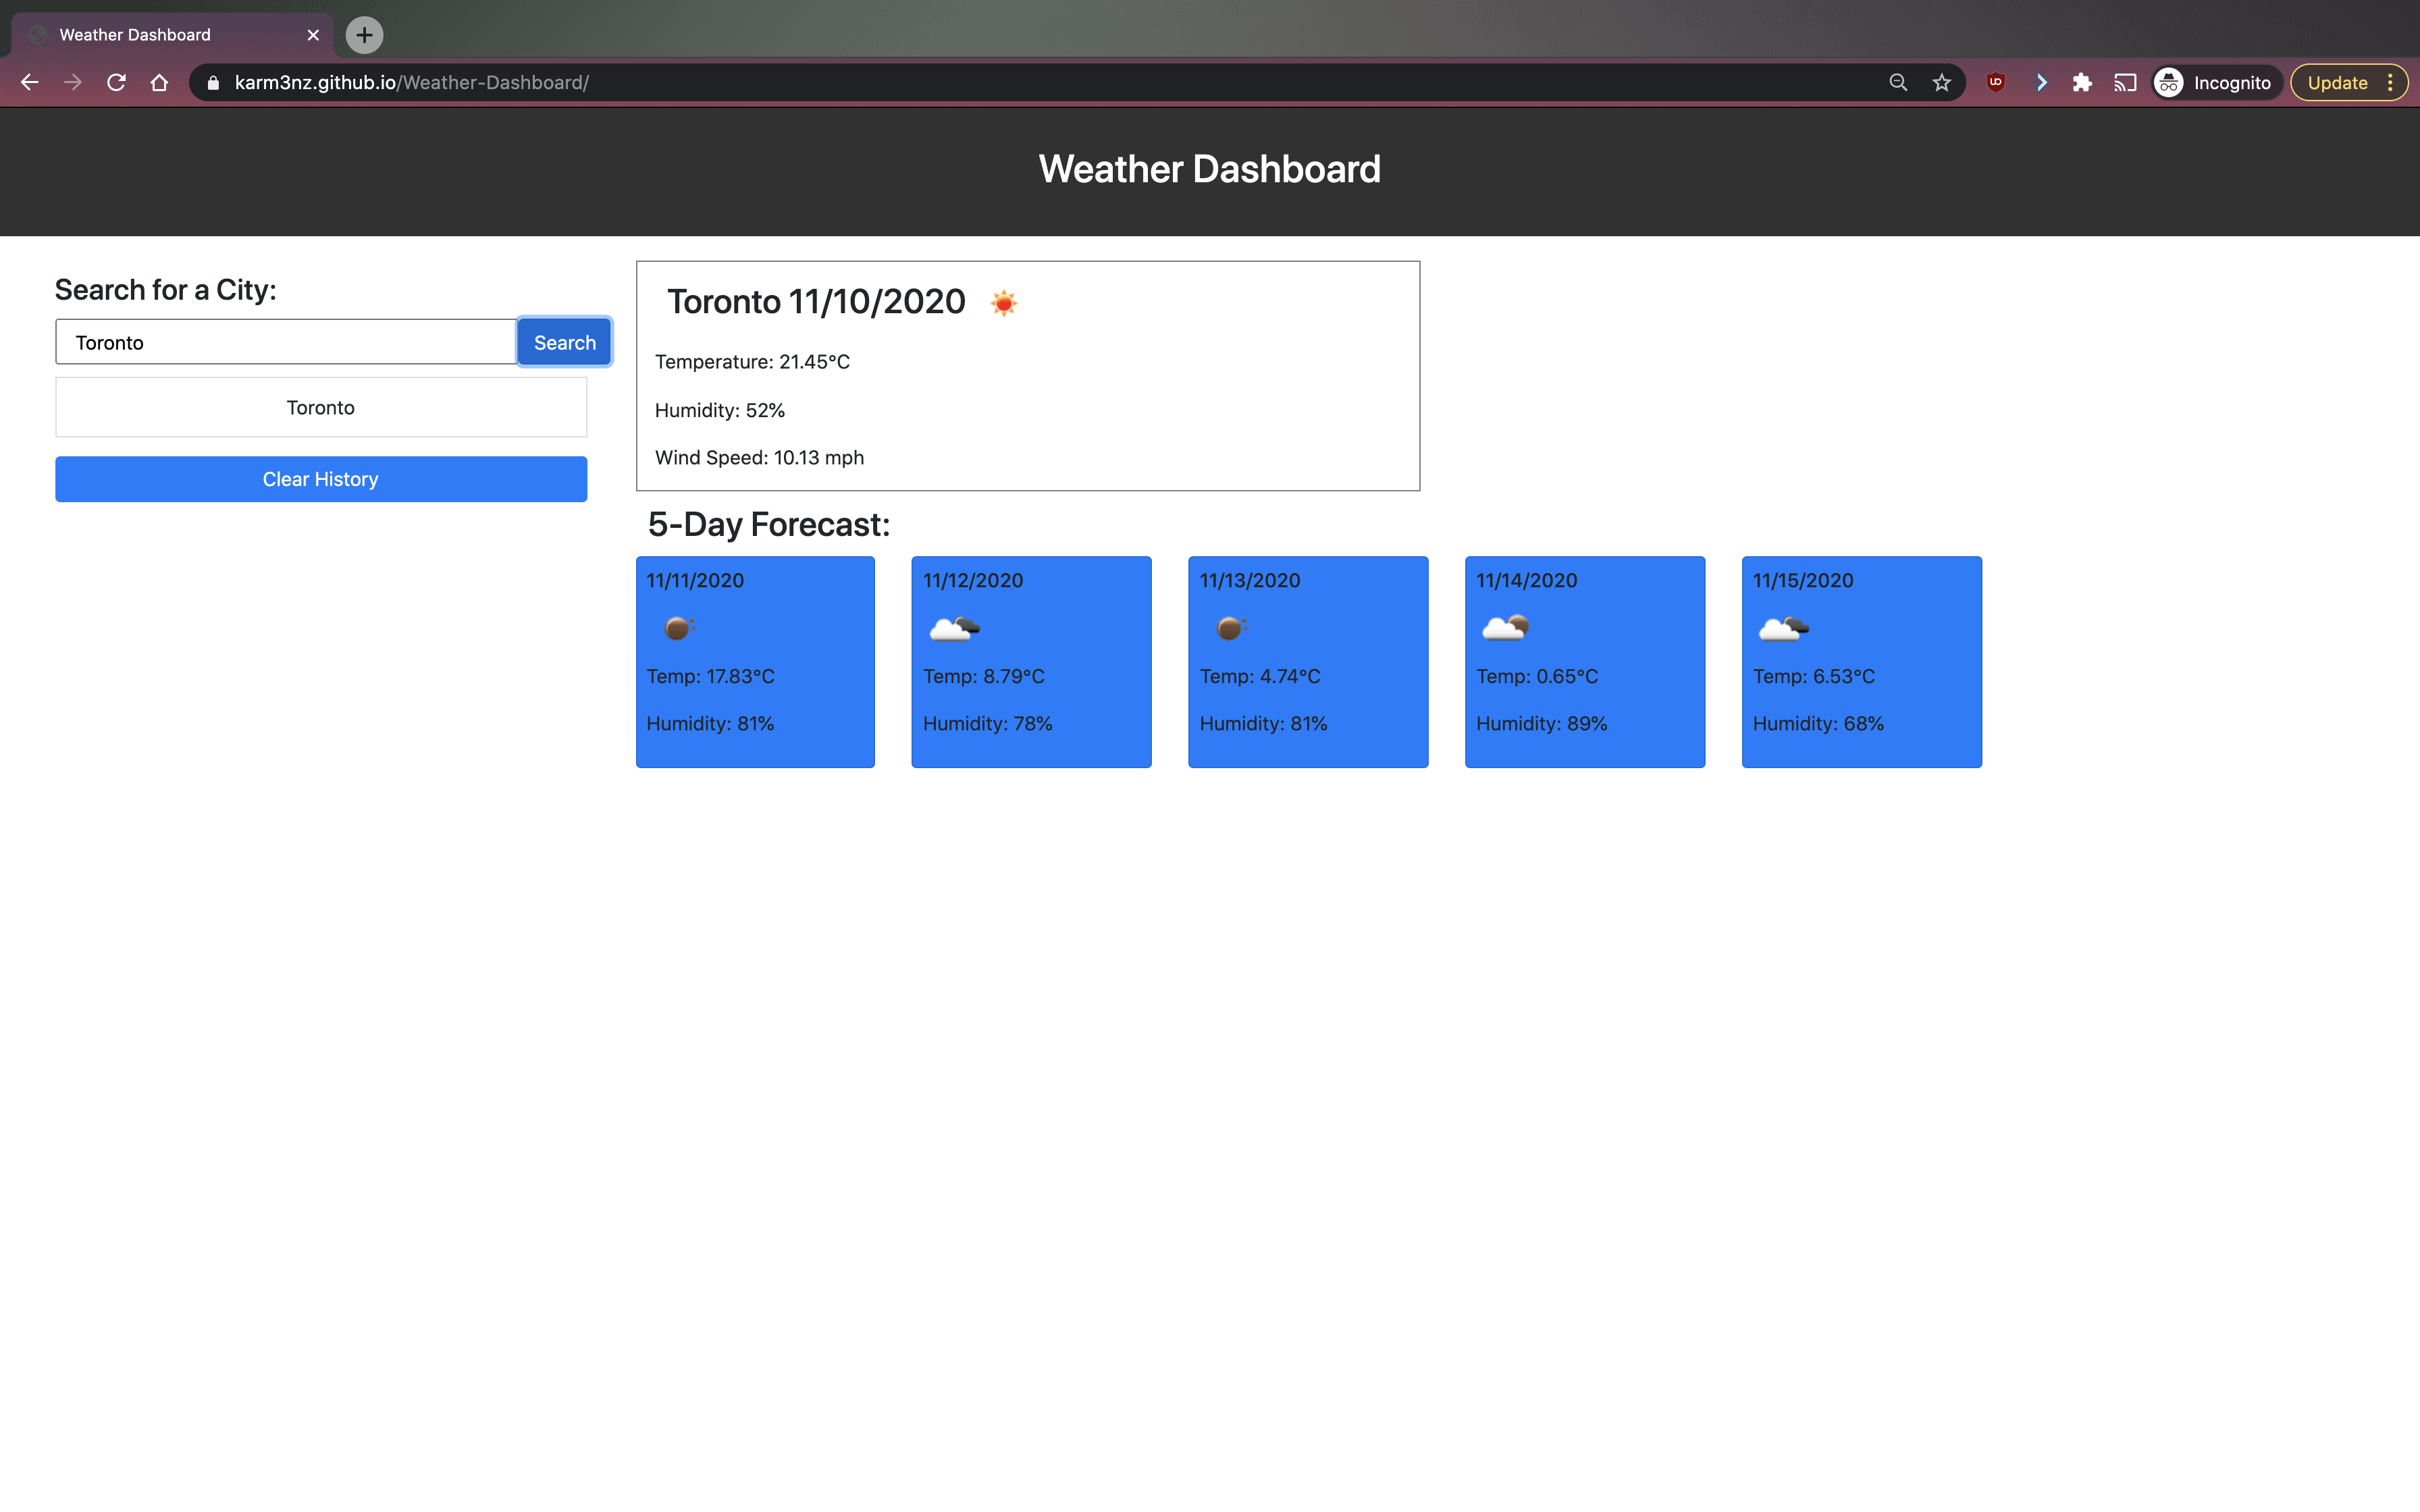 Weather Dashboard
karm3nz.github.io/Weather-Dashboard/
Incognito
Update
Weather Dashboard
Search for a City:
Toronto
Search
Toronto
Clear History
Toronto 11/10/2020
Temperature: 21.45°C
Humidity: 52%
Wind Speed: 10.13 mph
5-Day Forecast:
11/11/2020
Temp: 17.83°C
Humidity: 81%
11/12/2020
Temp: 8.79°C
Humidity: 78%
11/13/2020
Temp: 4.74°C
Humidity: 81%
11/14/2020
Temp: 0.65°C
Humidity: 89%
11/15/2020
Temp: 6.53°C
Humidity: 68%